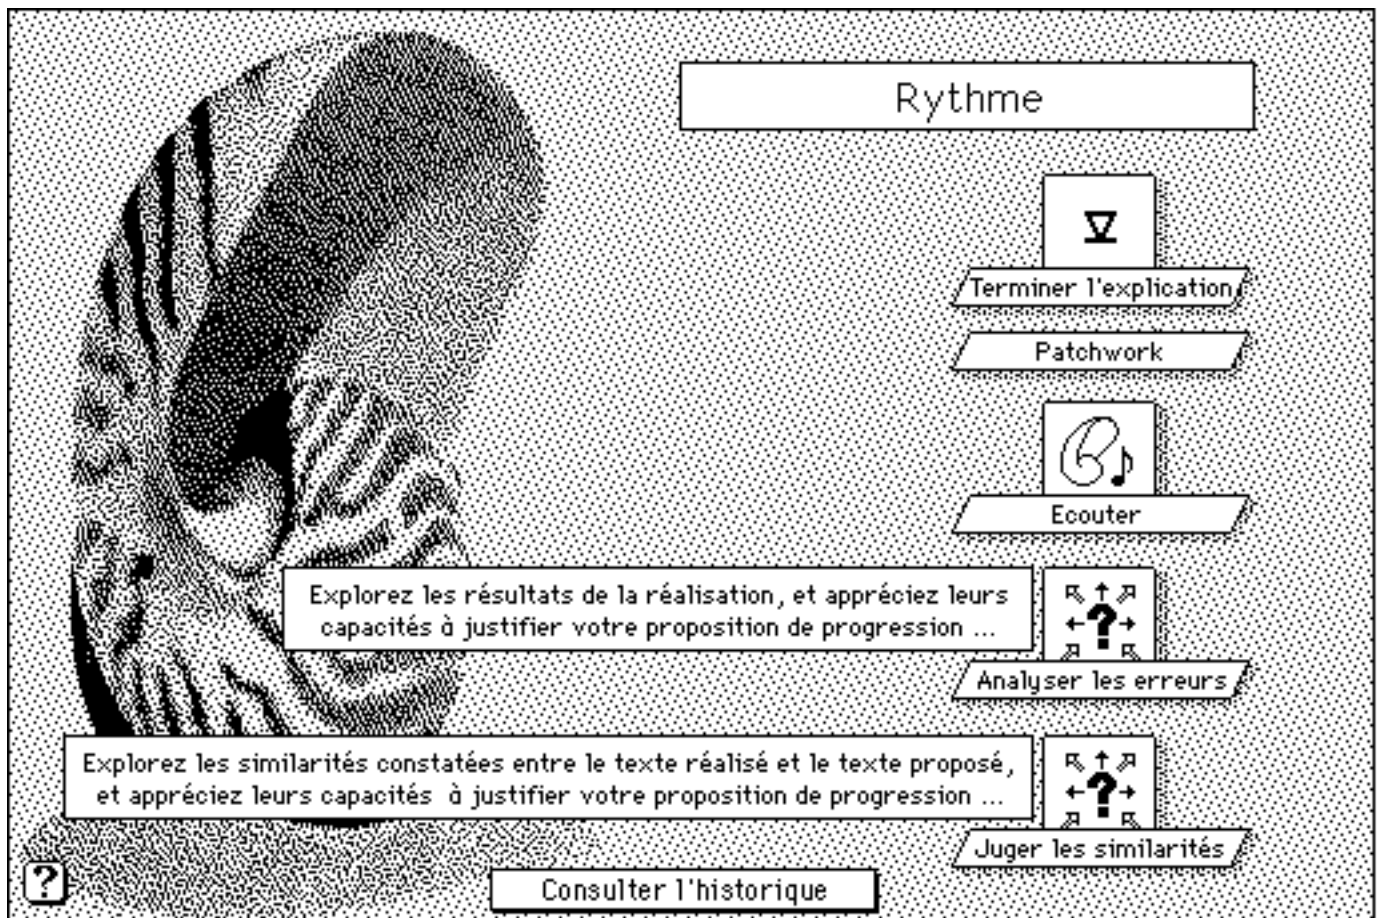 Rythme
Terminer l'explication
Patchwork
Ecouter
Explorez les résultats de la réalisation, et appréciez leurs
capacités à justifier votre proposition de progression ...
?
Analyser les erreurs
Explorez les similarités constatées entre le texte réalisé et le texte proposé,
et appréciez leurs capacités à justifier votre proposition de progression ...
?
Juger les similarités
?
Consulter l'historique